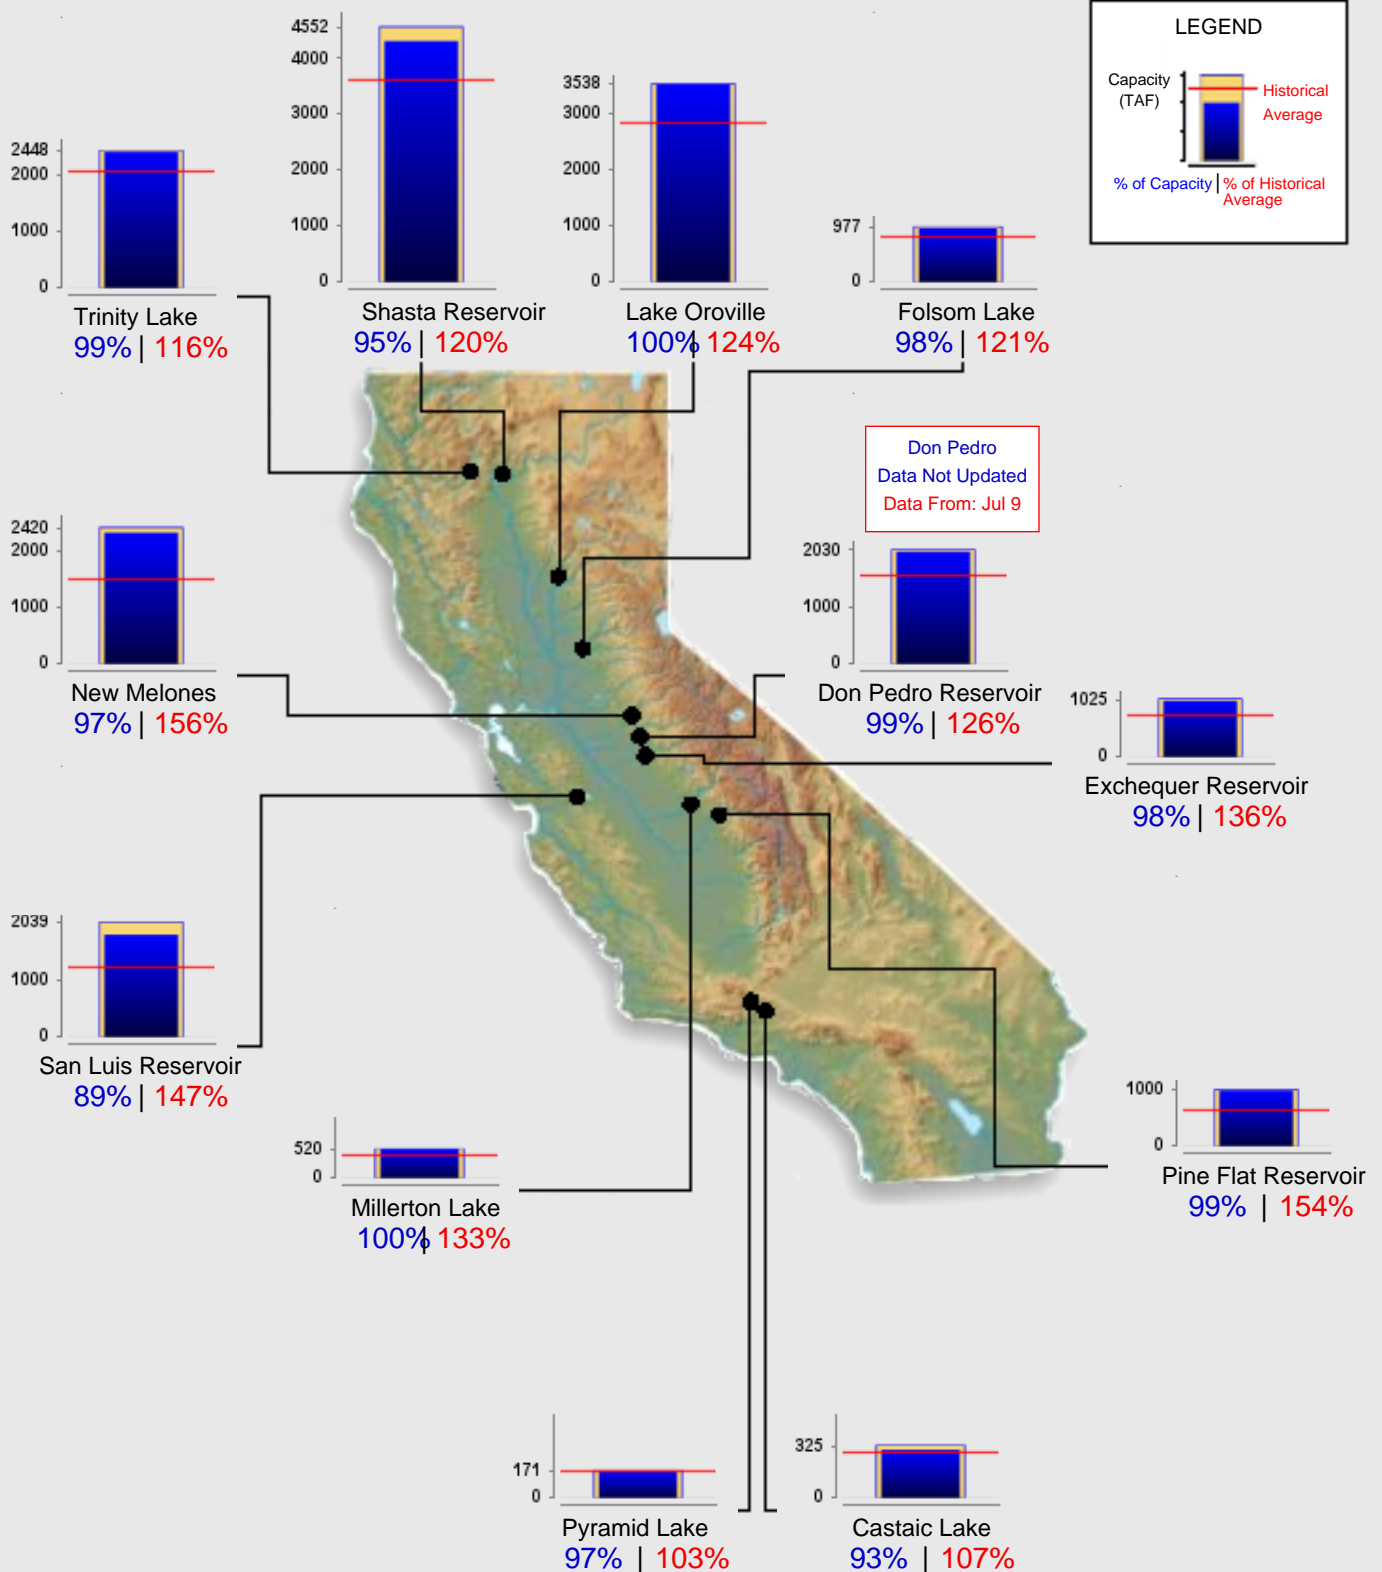 LEGEND
Capacity
(TAF)
Historical
Average
% of Capacity | % of Historical
Average
4552
4000
3000
2000
1000
0
Shasta Reservoir
95% | 120%
3538
3000
2000
1000
0
Lake Oroville
100% | 124%
2448
2000
1000
0
Trinity Lake
99% | 116%
977
0
Folsom Lake
98% | 121%
Don Pedro
Data Not Updated
Data From: Jul 9
2420
2000
1000
0
New Melones
97% | 156%
2030
1000
0
Don Pedro Reservoir
99% | 126%
1025
0
Exchequer Reservoir
98% | 136%
2039
1000
0
San Luis Reservoir
89% | 147%
520
0
Millerton Lake
100% | 133%
1000
0
Pine Flat Reservoir
99% | 154%
171
0
Pyramid Lake
97% | 103%
325
0
Castaic Lake
93% | 107%